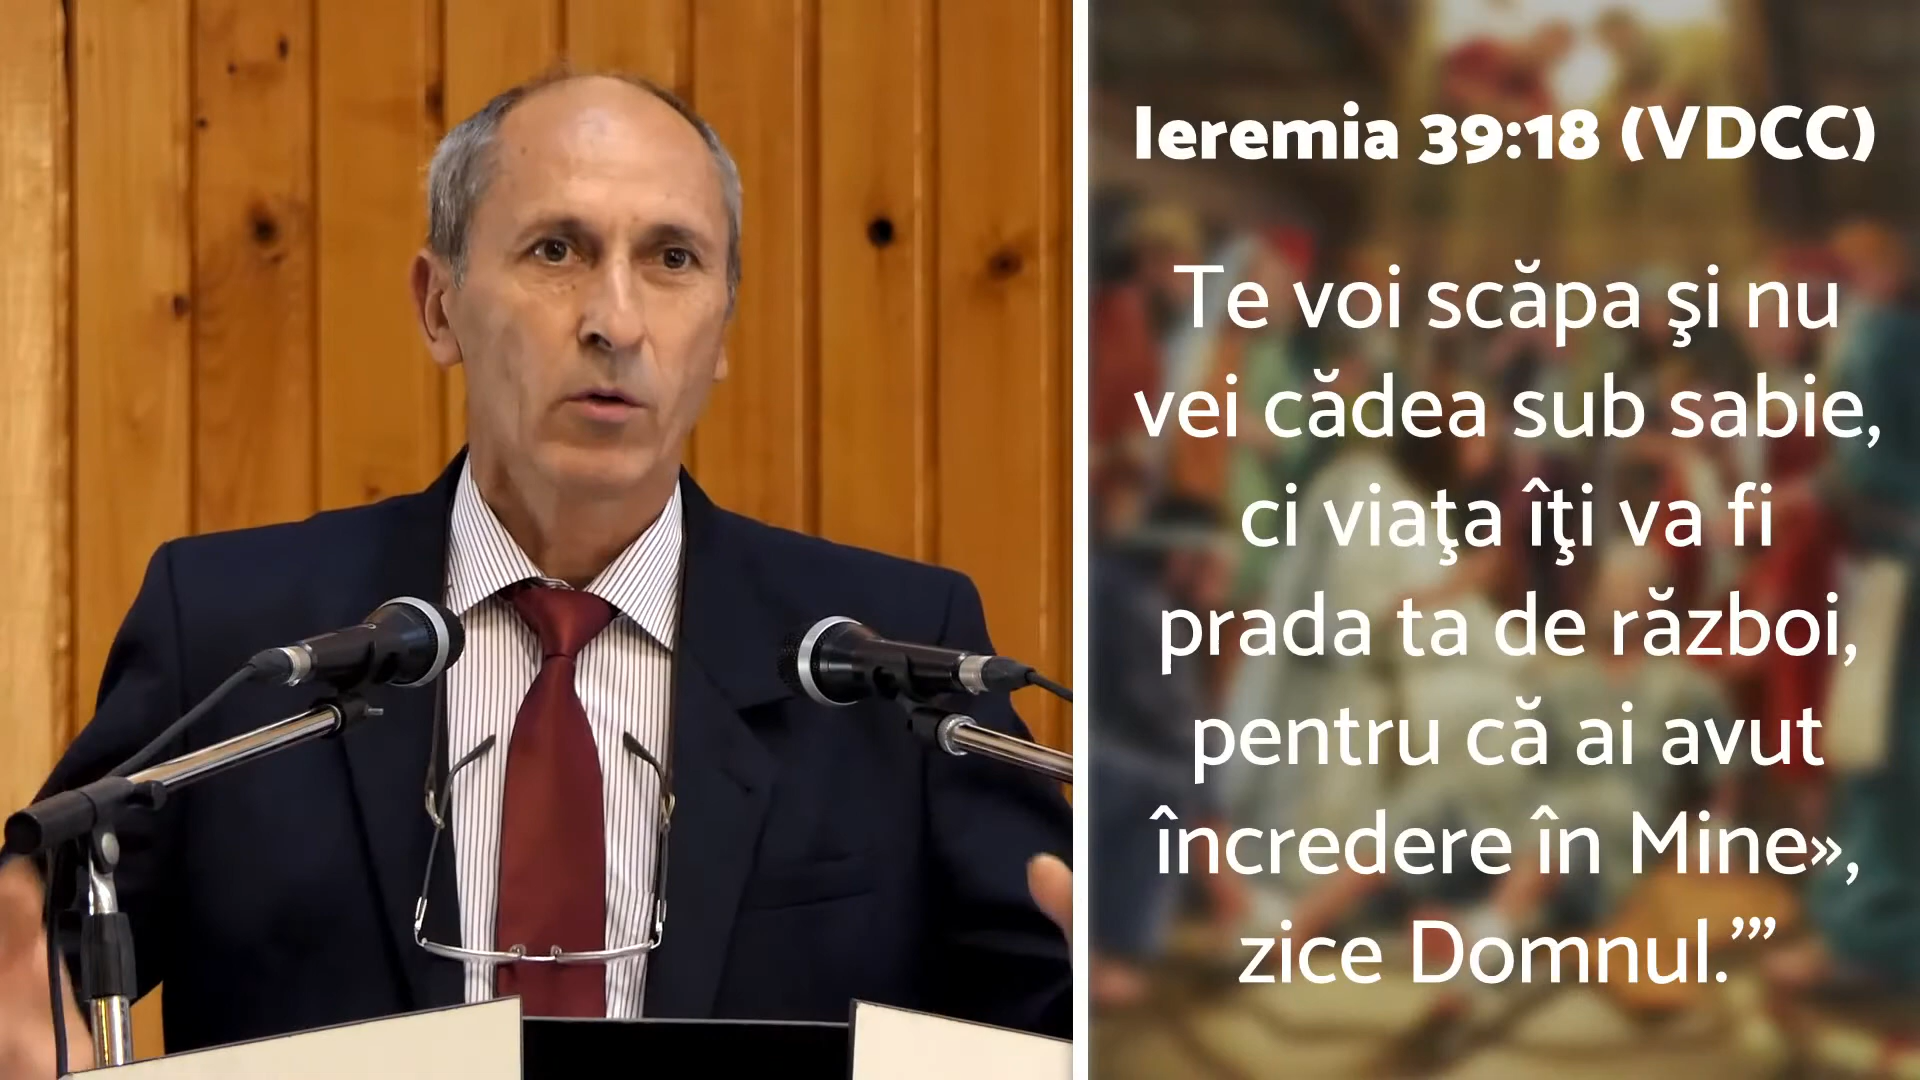 Ieremia 39:18 (VDCC)
Te voi scăpa şi nu
vei cădea sub sabie,
ci viaţa îţi va fi
prada ta de război,
pentru că ai avut
încredere în Mine»,
zice Domnul.’”